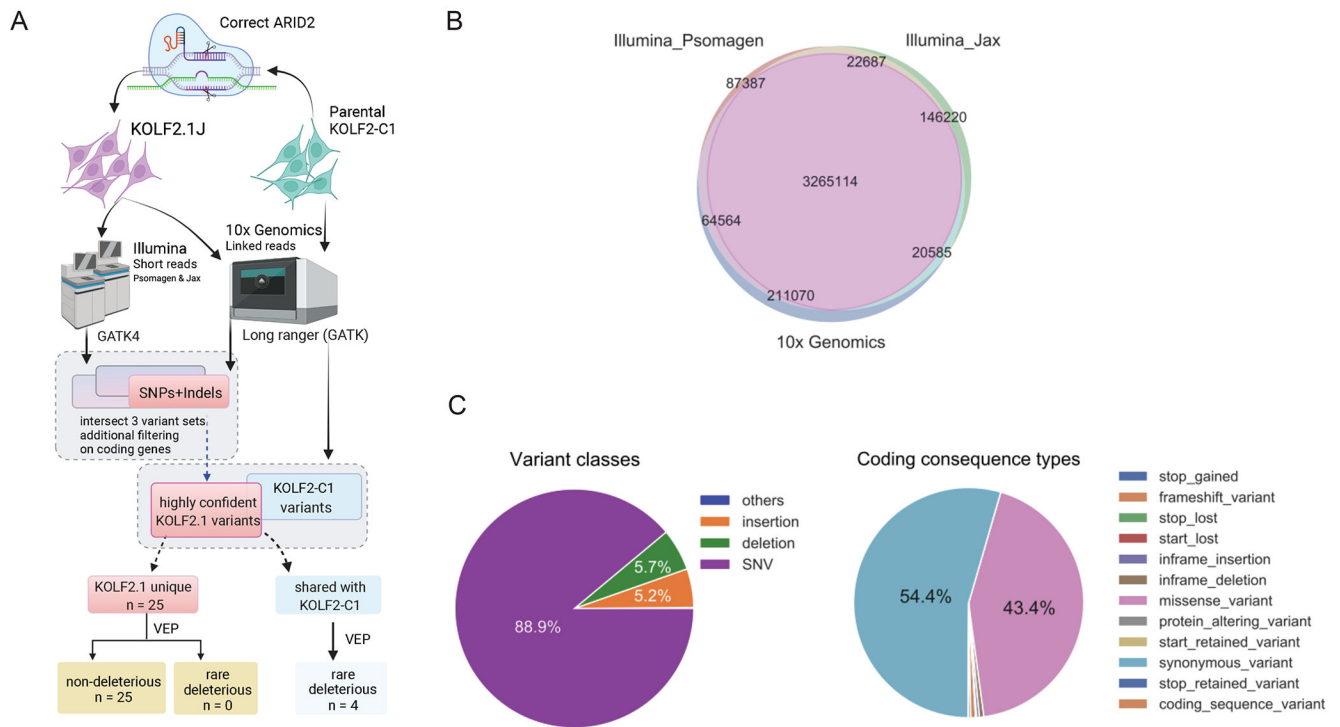 A
Correct ARID2
KOLF2.1J
Parental
KOLF2-C1
Illumina
Short reads
Psomagen & Jax
10x Genomics
Linked reads
GATK4
Long ranger (GATK)
SNPs+Indels
intersect 3 variant sets,
additional filtering
on coding genes
highly confident
KOLF2.1 variants
KOLF2-C1
variants
KOLF2.1 unique
n = 25
shared with
KOLF2-C1
VEP
VEP
non-deleterious
n = 25
rare
deleterious
n = 0
rare
deleterious
n = 4
B
Illumina_Psomagen
Illumina_Jax
22687
87387
146220
3265114
64564
20585
211070
10x Genomics
C
Variant classes
others
insertion
deletion
SNV
5.7%
5.2%
88.9%
Coding consequence types
54.4%
43.4%
stop_gained
frameshift_variant
stop_lost
start_lost
inframe_insertion
inframe_deletion
missense_variant
protein_altering_variant
start_retained_variant
synonymous_variant
stop_retained_variant
coding_sequence_variant